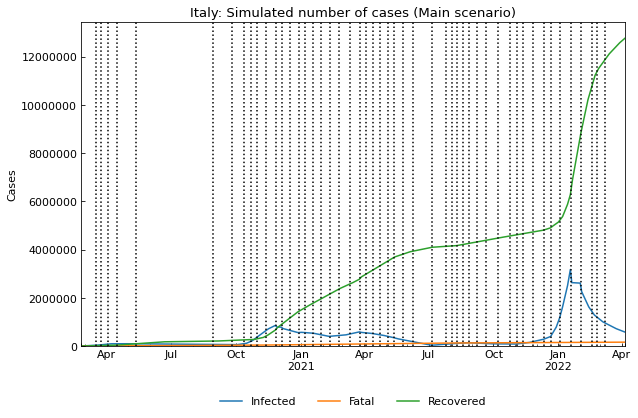 Italy: Simulated number of cases (Main scenario)
12000000
10000000
8000000
6000000
4000000
2000000
0
Cases
Apr Jul Oct Jan Apr Jul Oct Jan Apr
2021 2022
Infected Fatal Recovered